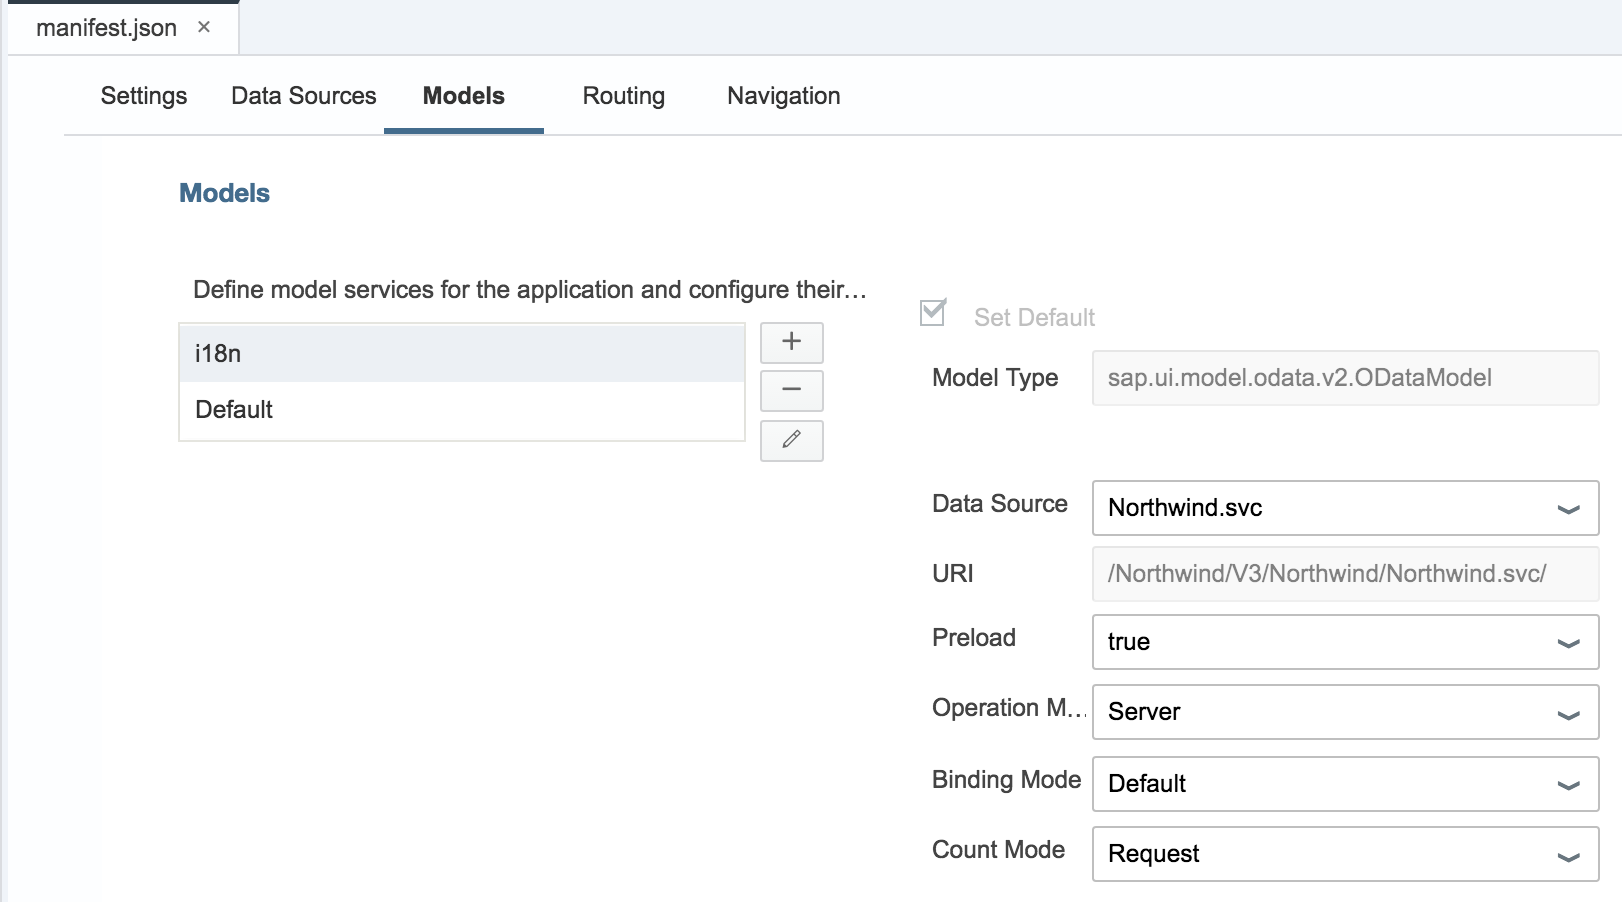 manifest.json ×
Settings Data Sources Models Routing Navigation
Models
Define model services for the application and configure their...
i18n
Default
Set Default
Model Type sap.ui.model.odata.v2.ODataModel
Data Source Northwind.svc
URI /Northwind/V3/Northwind/Northwind.svc/
Preload true
Operation M... Server
Binding Mode Default
Count Mode Request